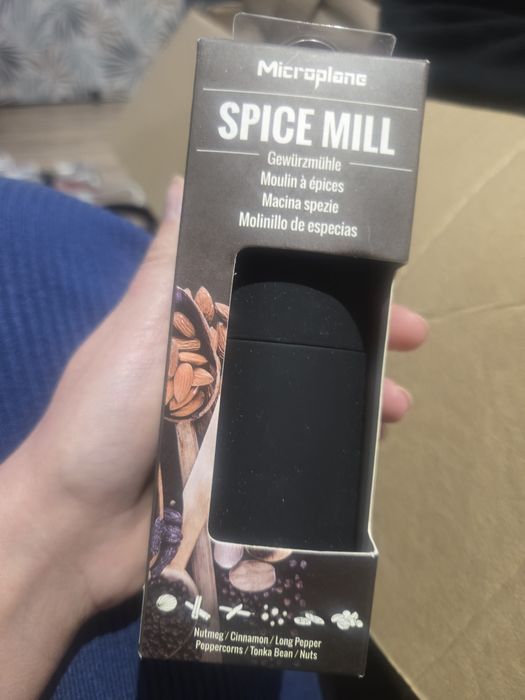 Microplane
SPICE MILL
Gewürzmühle
Moulin à épices
Macina spezie
Molinillo de especias
Nutmeg / Cinnamon / Long Pepper
Peppercorns / Tonka Bean / Nuts